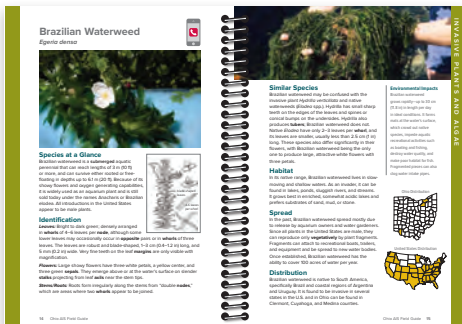 Brazilian Waterweed
Egeria densa
Species at a Glance
Brazilian waterweed is a submerged aquatic
perennial that can reach lengths of 3 m (10 ft)
or more, and can survive either rooted or free-
floating in depths up to 6.1 m (20 ft). Because of its
showy flowers and oxygen generating capabilities,
it is widely used as an aquarium plant and is still
sold today under the names Anacharis or Brazilian
elodea. All introductions in the United States
appear to be male plants.
Identification
Leaves: Bright to dark green; densely arranged
in whorls of 4-6 leaves per node, although some
lower leaves may occasionally occur in opposite pairs or in whorls of three
leaves. The leaves are robust and blade-shaped, 1-3 cm (0.4-1.2 in) long, and
5 mm (0.2 in) wide. Very fine teeth on the leaf margins are only visible with
magnification.
Flowers: Large showy flowers have three white petals, a yellow center, and
three green sepals. They emerge above or at the water's surface on slender
stalks projecting from leaf axils near the stem tips.
Stems/Roots: Roots form regularly along the stems from "double nodes,"
which are areas where two whorls appear to be joined.
14 Ohio AIS Field Guide
Similar Species
Brazilian waterweed may be confused with the
invasive plant Hydrilla verticillata and native
waterweeds (Elodea spp.). Hydrilla has small sharp
teeth on the edges of the leaves and spines or
conical bumps on the undersides. Hydrilla also
produces tubers; Brazilian waterweed does not.
Native Elodea have only 2-3 leaves per whorl, and
its leaves are smaller, usually less than 2.5 cm (1 in)
long. These species also differ significantly in their
flowers, with Brazilian waterweed being the only
one to produce large, attractive white flowers with
three petals.
Habitat
In its native range, Brazilian waterweed lives in slow-
moving and shallow waters. As an invader, it can be
found in lakes, ponds, sluggish rivers, and streams.
It grows best in enriched, somewhat acidic lakes and
prefers substrates of sand, mud, or stone.
Spread
In the past, Brazilian waterweed spread mostly due
to release by aquarium owners and water gardeners.
Since all plants in the United States are male, they
can reproduce only vegetatively by plant fragments.
Fragments can attach to recreational boats, trailers,
and equipment and be spread to new water bodies.
Once established, Brazilian waterweed has the
ability to cover 100 acres of water per year.
Distribution
Brazilian waterweed is native to South America,
specifically Brazil and coastal regions of Argentina
and Uruguay. It is found to be invasive in several
states in the U.S. and in Ohio can be found in
Clermont, Cuyahoga, and Medina counties.
Environmental Impacts
Brazilian waterweed
Ohio Distribution
United States Distribution
Ohio AIS Field Guide 15
INVASIVE PLANTS AND ALGAE